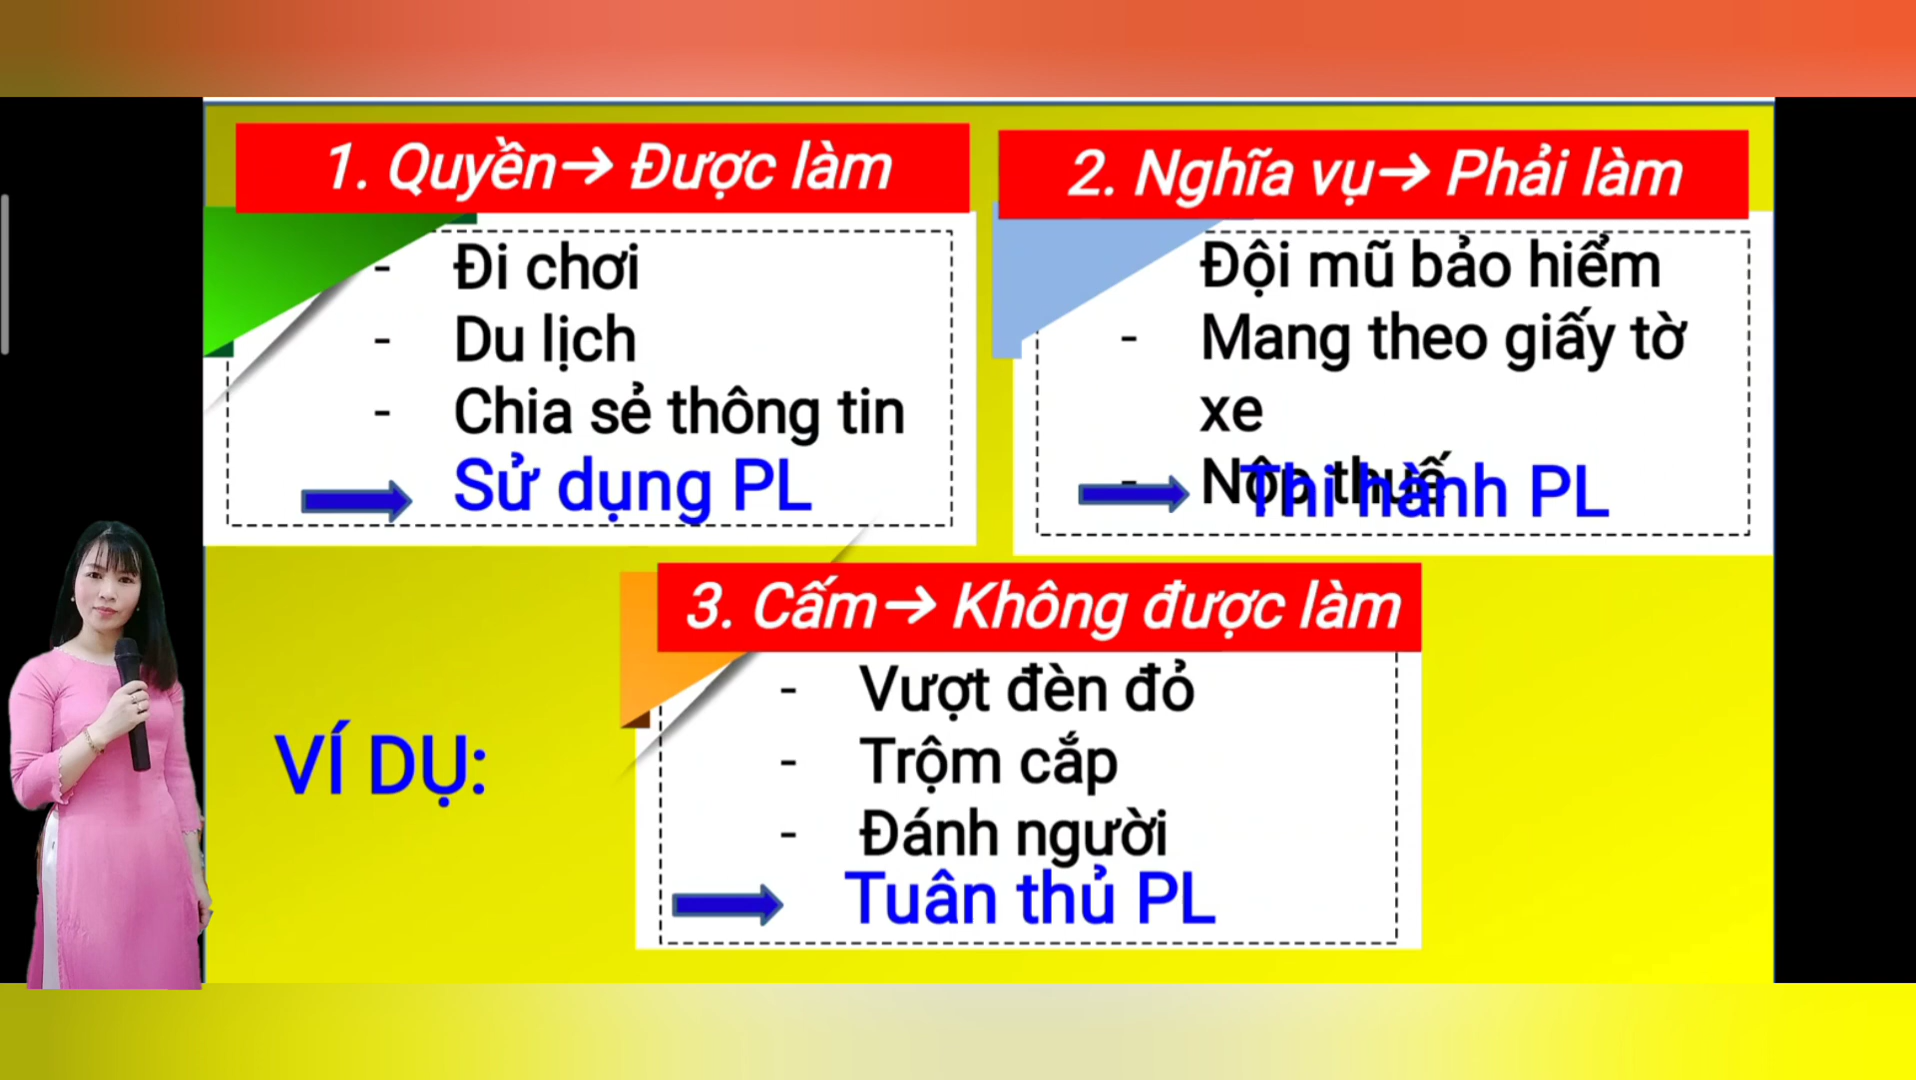 1. Quyền→ Được làm
- Đi chơi
- Du lịch
- Chia sẻ thông tin
Sử dụng PL
2. Nghĩa vụ→ Phải làm
Đội mũ bảo hiểm
- Mang theo giấy tờ
xe
- Nộp thuế
Thi hành PL
3. Cấm→ Không được làm
- Vượt đèn đỏ
- Trộm cắp
- Đánh người
Tuân thủ PL
VÍ DỤ: